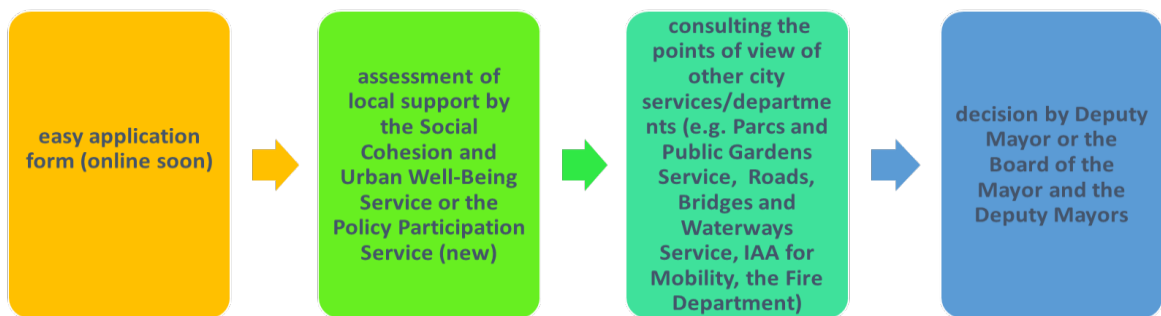 easy application
form (online soon)
assessment of
local support by
the Social
Cohesion and
Urban Well-Being
Service or the
Policy Participation
Service (new)
consulting the
points of view of
other city
services/departme
nts (e.g. Parcs and
Public Gardens
Service, Roads,
Bridges and
Waterways
Service, IAA for
Mobility, the Fire
Department)
decision by Deputy
Mayor or the
Board of the
Mayor and the
Deputy Mayors